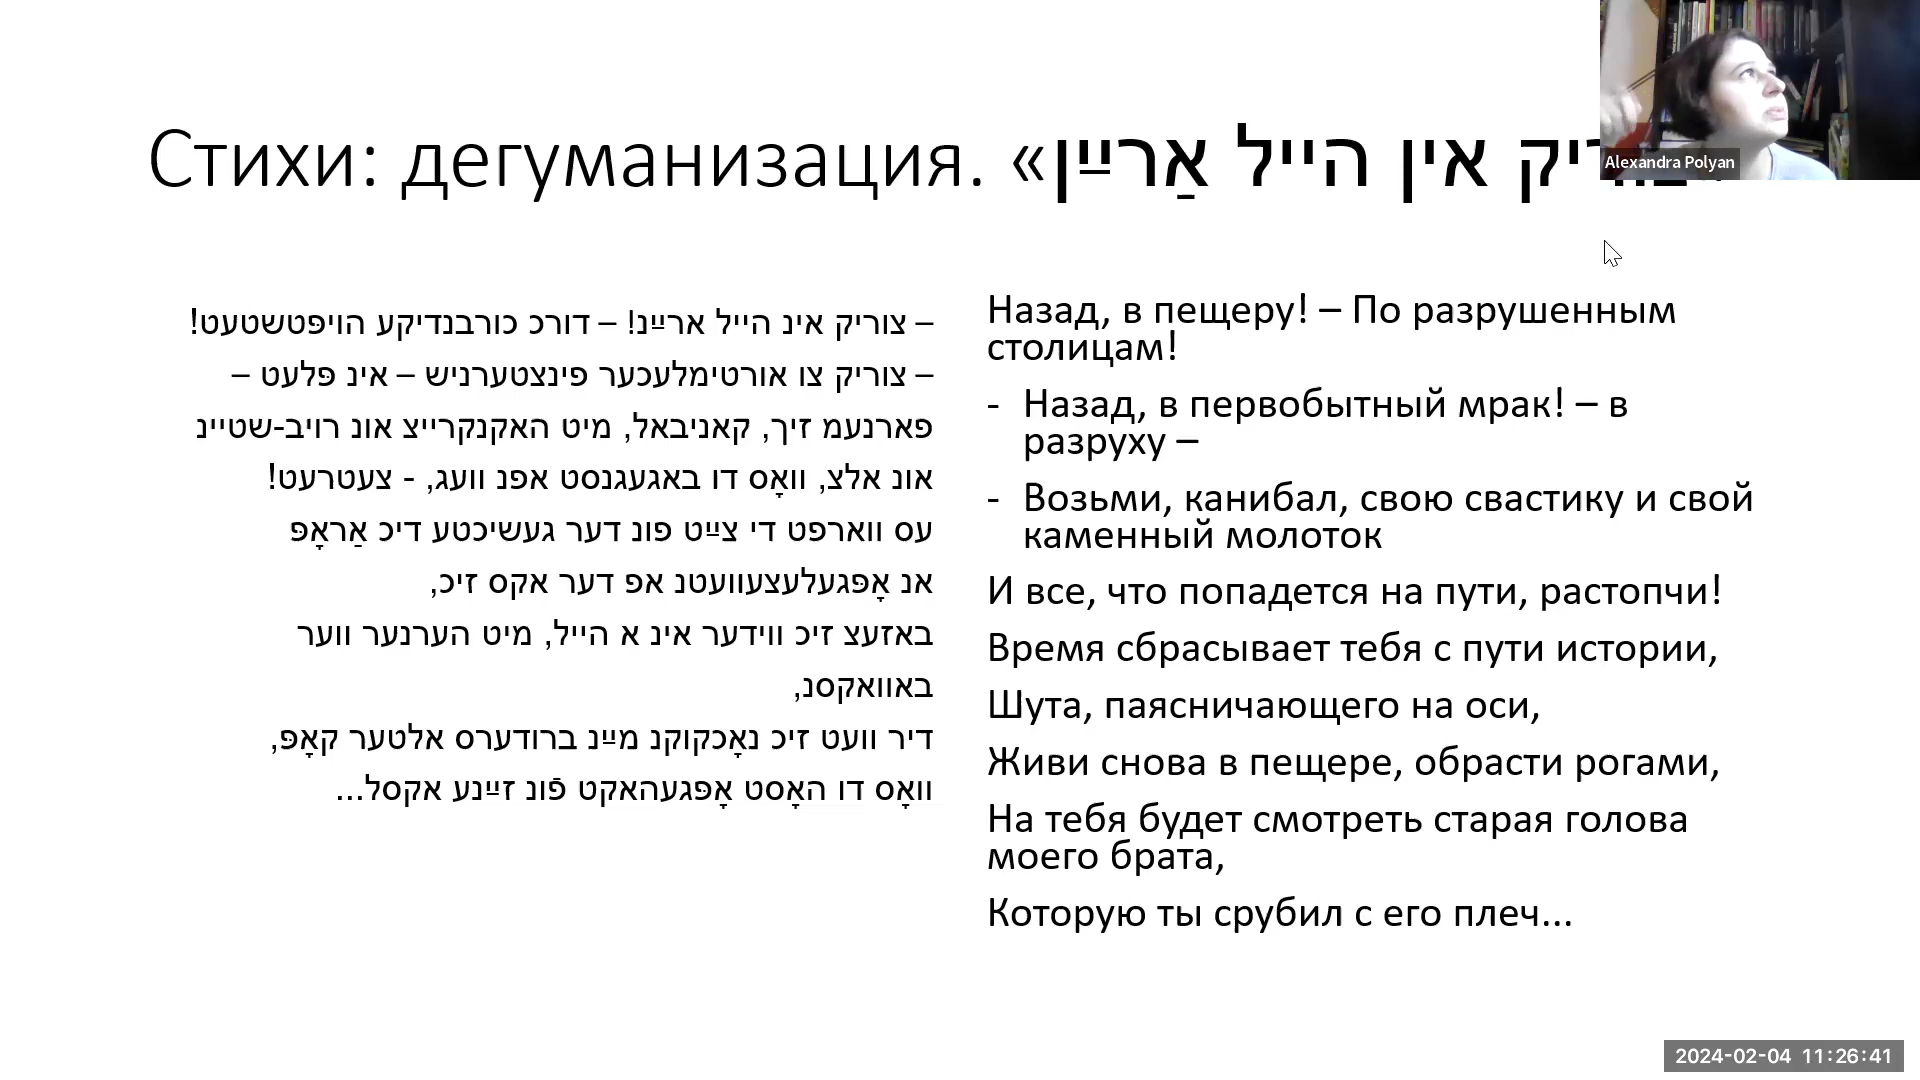 Стихи: дегуманизация. «צוריק אין הייל אַרײַן»
Alexandra Polyan
– צוריק אינ הייל ארײַנ! – דורכ כורבנדיקע הויפּטשטעט!
– צוריק צו אורטימלעכער פינצטערניש – אינ פּלעט –
פארנעמ זיך, קאניבאל, מיט האקנקרייצ אונ רויב-שטיינ
אונ אלצ, וואָס דו באגעגנסט אפנ וועג, - צעטרעט!
עס ווארפט די צײַט פונ דער געשיכטע דיכ אַראָפּ
אנ אָפּגעלעצעוועטנ אפ דער אקס זיכ,
באזעצ זיכ ווידער אינ א הייל, מיט הערנער ווער
באוואקסנ,
דיר וועט זיכ נאָכקוקנ מײַנ ברודערס אלטער קאָפּ,
וואָס דו האָסט אָפּגעהאקט פֿונ זײַנע אקסל...
Назад, в пещеру! – По разрушенным
столицам!
- Назад, в первобытный мрак! – в
разруху –
- Возьми, канибал, свою свастику и свой
каменный молоток
И все, что попадется на пути, растопчи!
Время сбрасывает тебя с пути истории,
Шута, паясничающего на оси,
Живи снова в пещере, обрасти рогами,
На тебя будет смотреть старая голова
моего брата,
Которую ты срубил с его плеч...
2024-02-04 11:26:41